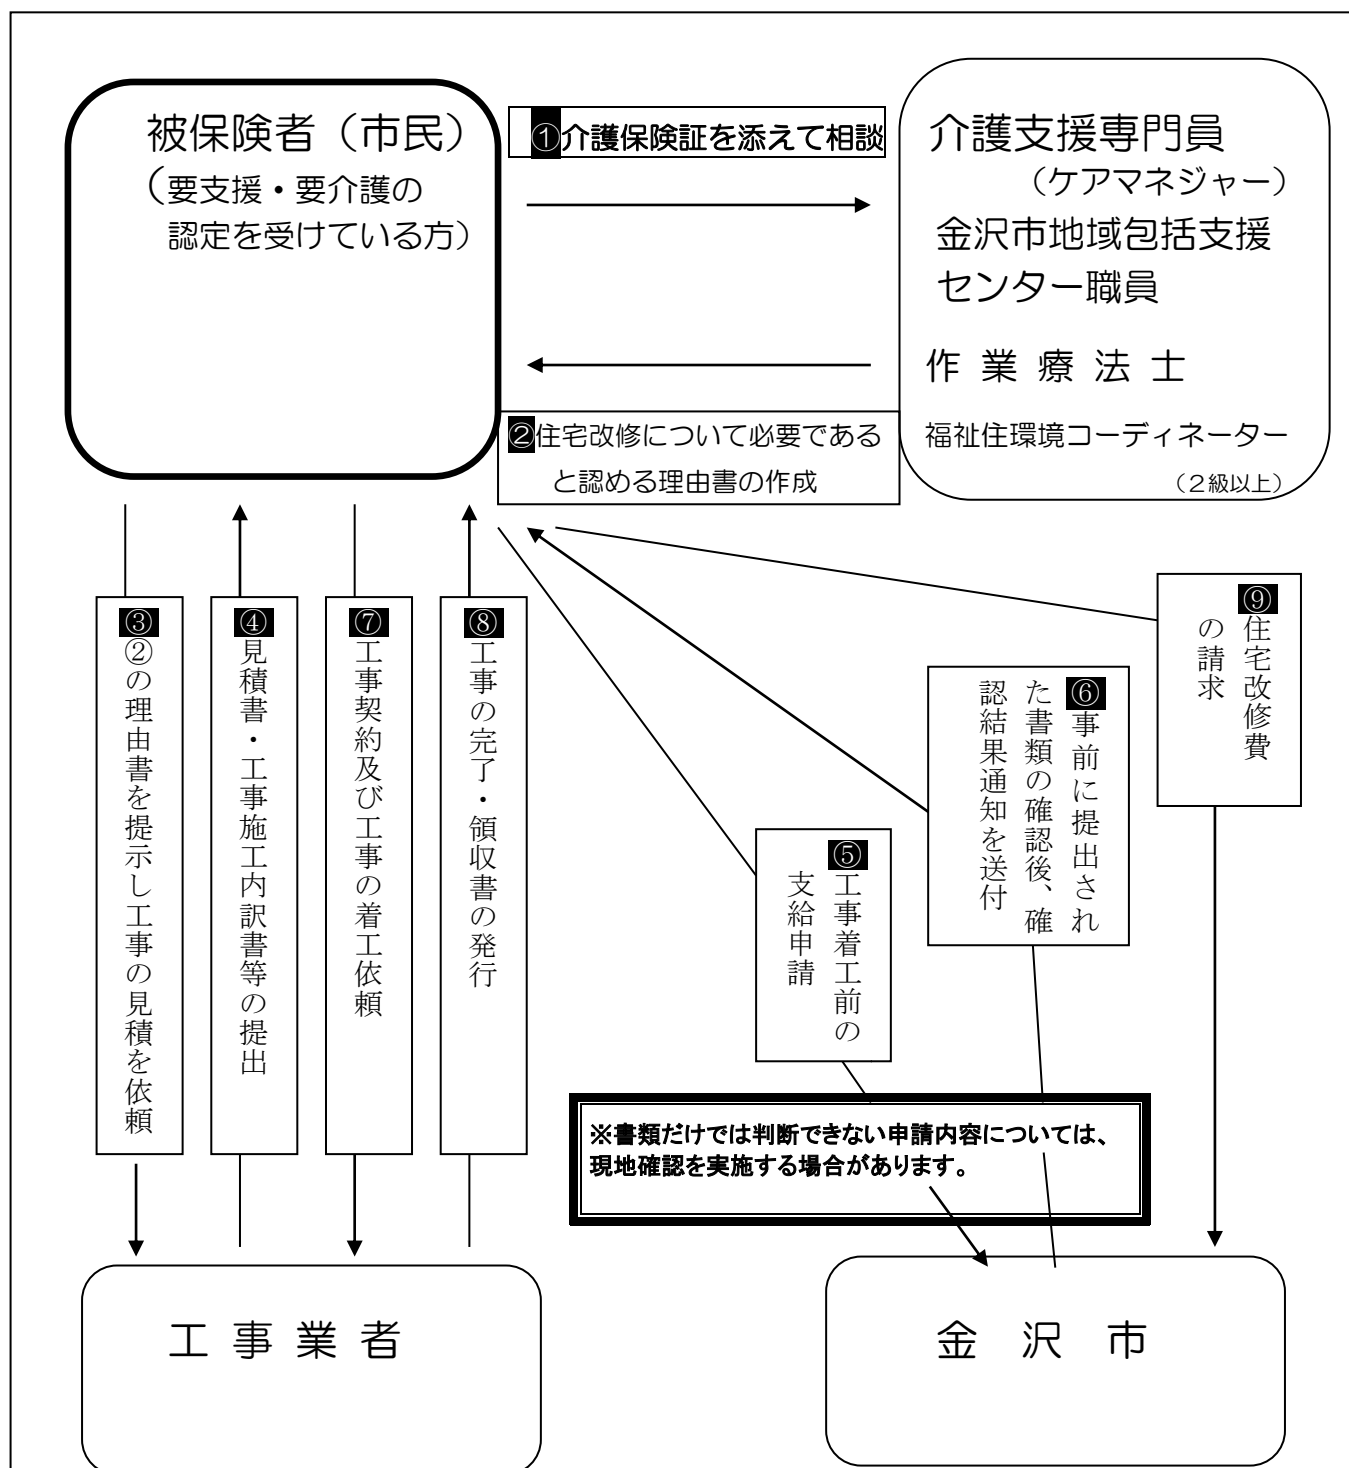 被保険者（市民）
（要支援・要介護の
認定を受けている方）
①介護保険証を添えて相談
介護支援専門員
（ケアマネジャー）
金沢市地域包括支援
センター職員
作業療法士
福祉住環境コーディネーター
（２級以上）
②住宅改修について必要である
と認める理由書の作成
③②の理由書を提示し工事の見積を依頼
④見積書・工事施工内訳書等の提出
⑦工事契約及び工事の着工依頼
⑧工事の完了・領収書の発行
⑤工事着工前の
支給申請
⑥事前に提出され
た書類の確認後、確
認結果通知を送付
⑨住宅改修費
の請求
※書類だけでは判断できない申請内容については、
現地確認を実施する場合があります。
工事業者
金沢市